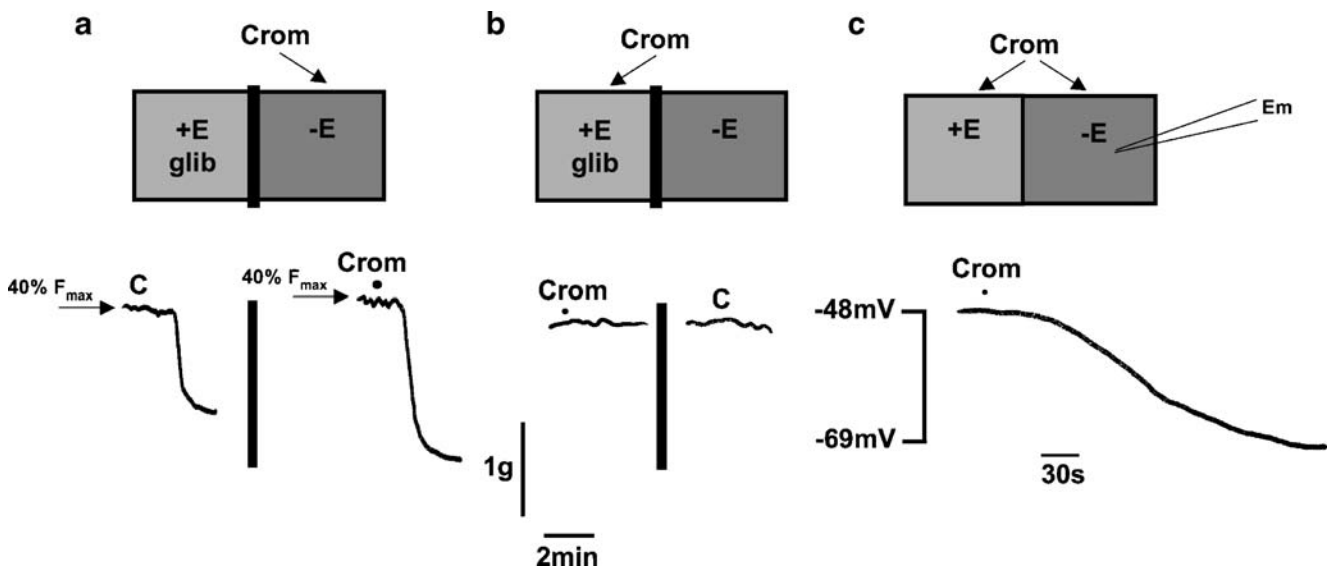 a
Crom
+E
glib
-E
40% Fmax
C
40% Fmax
Crom
1g
b
Crom
+E
glib
-E
Crom
C
2min
c
Crom
+E
-E
Em
Crom
-48mV
-69mV
30s